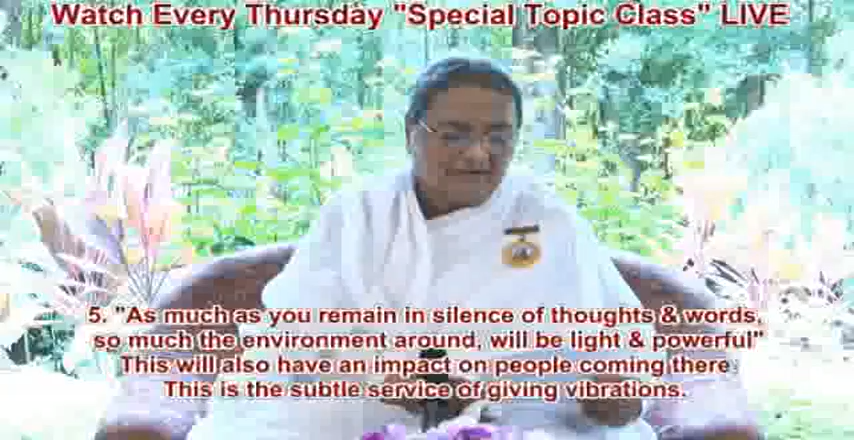 Watch Every Thursday "Special Topic Class" LIVE
5. "As much as you remain in silence of thoughts & words,
so much the environment around, will be light & powerful"
This will also have an impact on people coming there
This is the subtle service of giving vibrations.